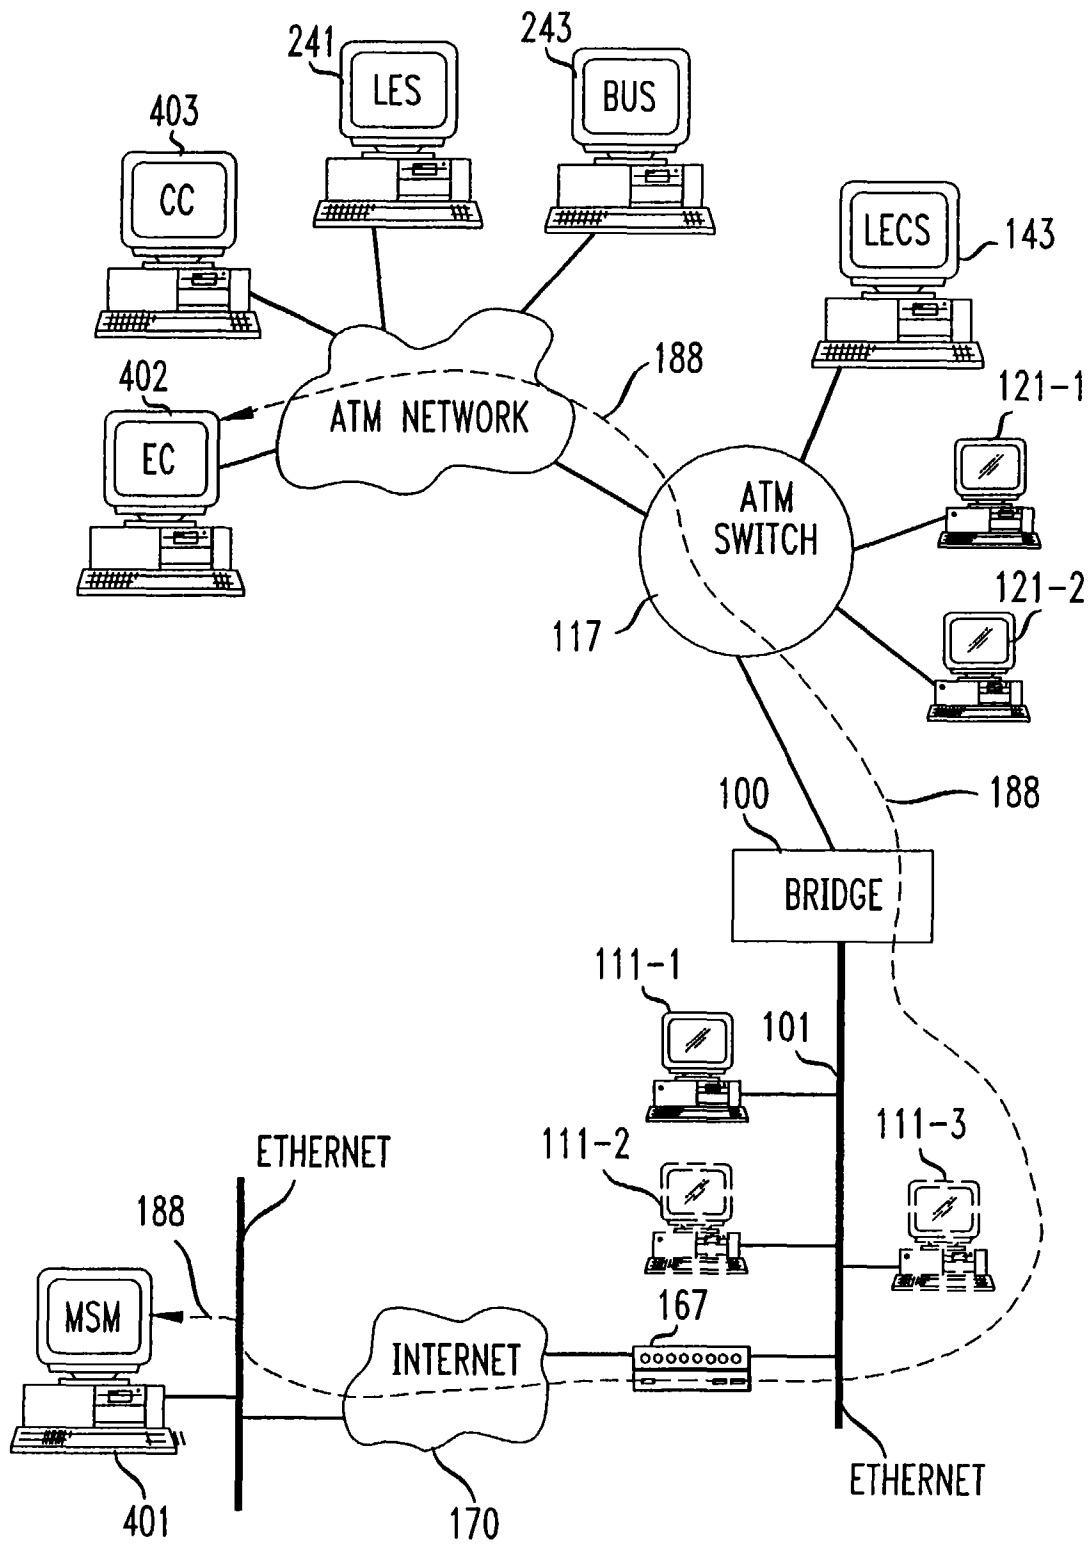 241
243
LES
BUS
403
CC
LECS
143
188
402
121-1
ATM NETWORK
EC
ATM
SWITCH
121-2
117
100
188
BRIDGE
111-1
101
111-2
111-3
ETHERNET
188
167
MSM
INTERNET
ETHERNET
401
170